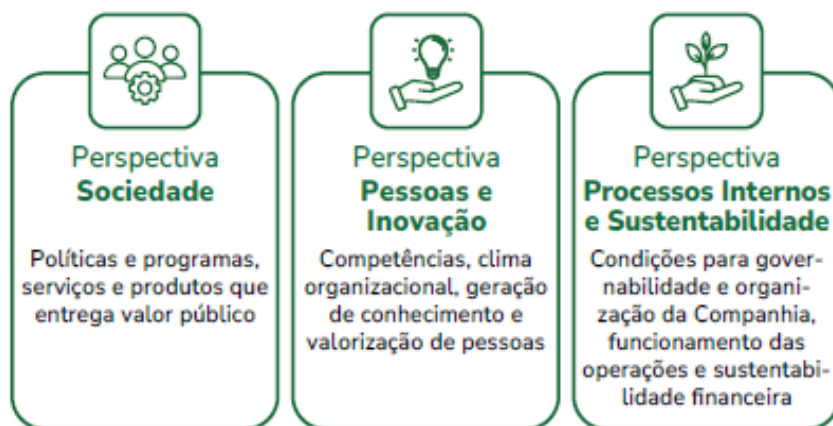 Perspectiva
Sociedade
Políticas e programas,
serviços e produtos que
entrega valor público
Perspectiva
Pessoas e
Inovação
Competências, clima
organizacional, geração
de conhecimento e
valorização de pessoas
Perspectiva
Processos Internos
e Sustentabilidade
Condições para gover-
nabilidade e organi-
zação da Companhia,
funcionamento das
operações e sustentabi-
lidade financeira